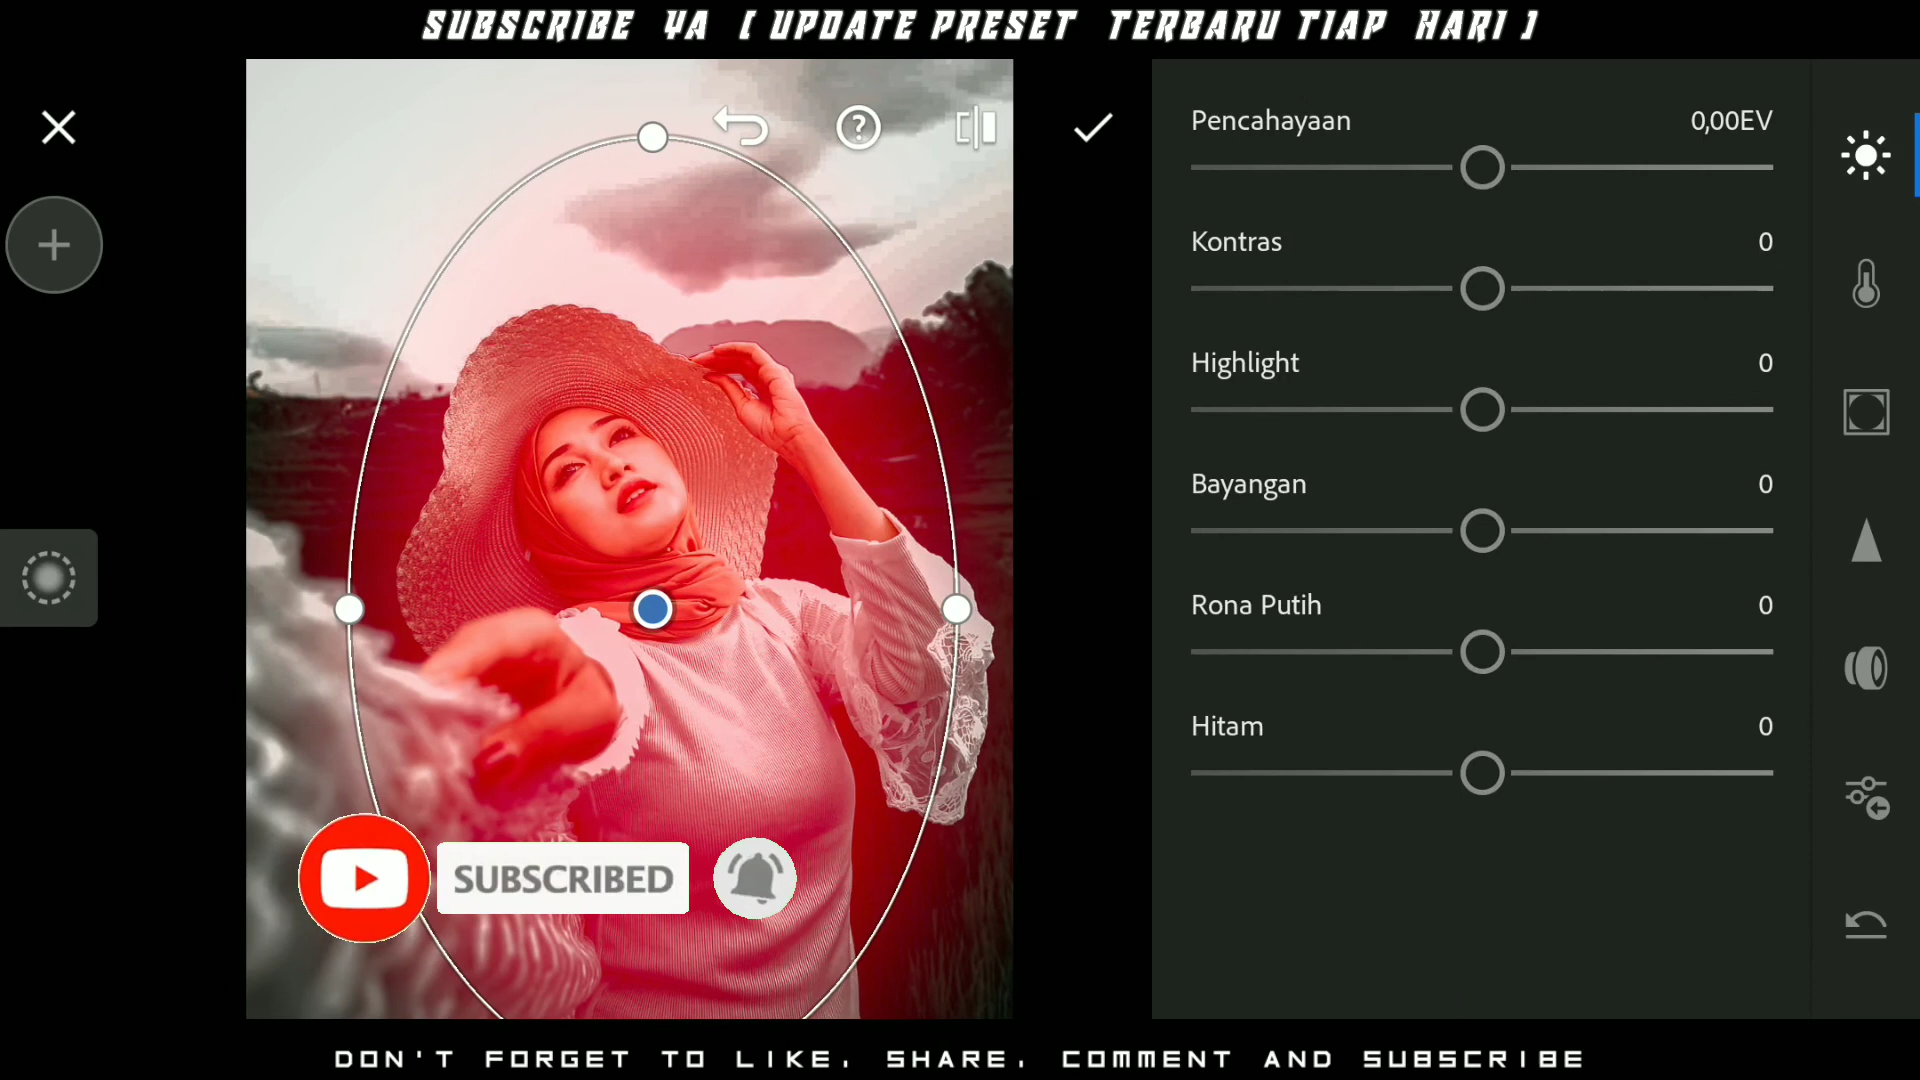 SUBSCRIBE YA [ UPDATE PRESET TERBARU TIAP HARI ]
Pencahayaan 0,00EV
Kontras 0
Highlight 0
Bayangan 0
Rona Putih 0
Hitam 0
SUBSCRIBED
DON'T FORGET TO LIKE, SHARE, COMMENT AND SUBSCRIBE